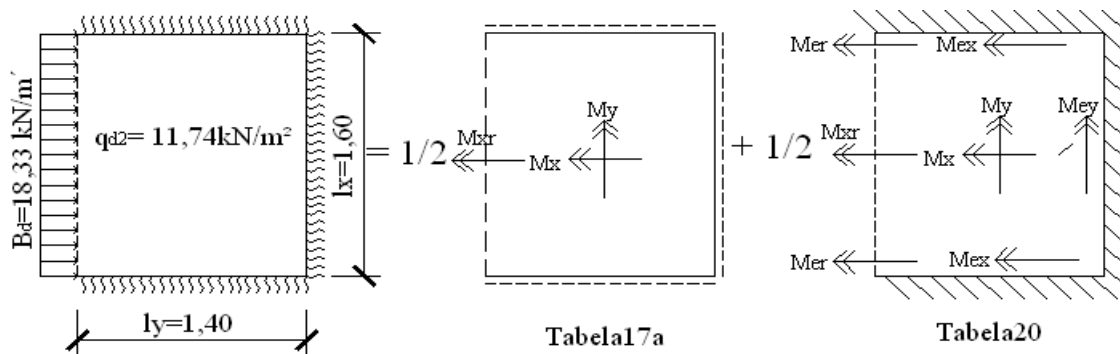 Bd=18,33 kN/m´
qd2= 11,74kN/m²
lx=1,60
ly=1,40
= 1/2
Mxr
Mx
My
Tabela17a
+ 1/2
Mer
Mex
Mxr
Mx
My
Mey
Mer
Mex
Tabela20